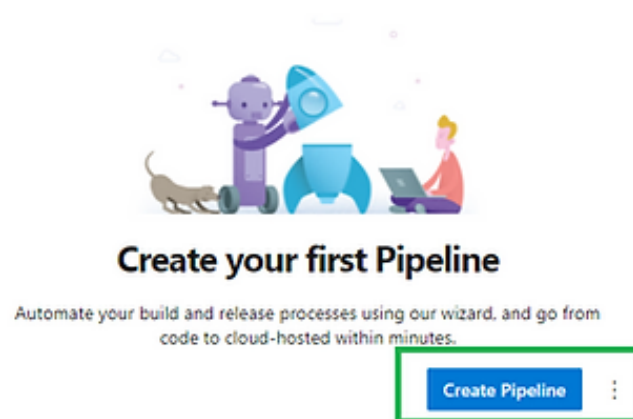 Create your first Pipeline
Automate your build and release processes using our wizard, and go from
code to cloud-hosted within minutes.
Create Pipeline